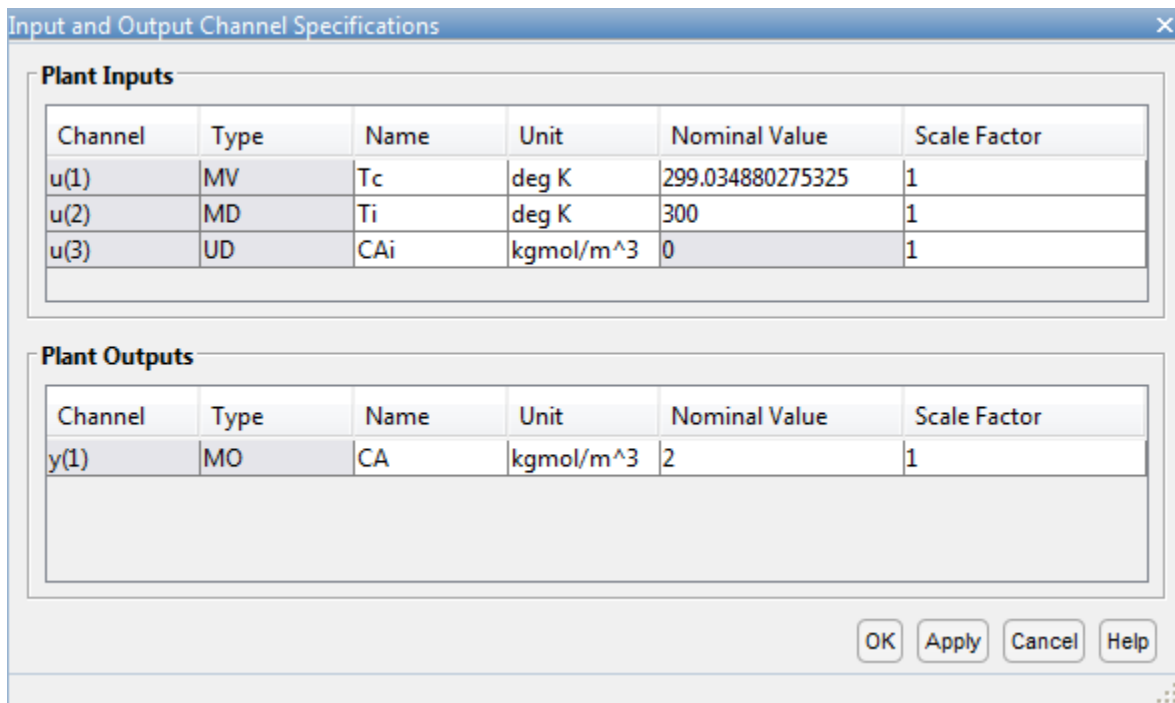 Input and Output Channel Specifications
Plant Inputs
Channel Type Name Unit Nominal Value Scale Factor
u(1) MV Tc deg K 299.034880275325 1
u(2) MD Ti deg K 300 1
u(3) UD CAi kgmol/m^3 0 1
Plant Outputs
Channel Type Name Unit Nominal Value Scale Factor
y(1) MO CA kgmol/m^3 2 1
OK Apply Cancel Help